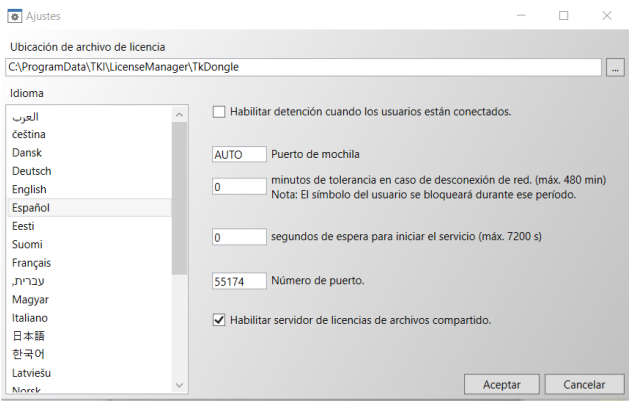 Ajustes
Ubicación de archivo de licencia
C:\ProgramData\TKI\LicenseManager\TkDongle
...
Idioma
العرب
čeština
Dansk
Deutsch
English
Español
Eesti
Suomi
Français
עברית,
Magyar
Italiano
日本語
한국어
Latviešu
Norsk
Habilitar detención cuando los usuarios están conectados.
AUTO Puerto de mochila
0 minutos de tolerancia en caso de desconexión de red. (máx. 480 min)
Nota: El símbolo del usuario se bloqueará durante ese período.
0 segundos de espera para iniciar el servicio (máx. 7200 s)
55174 Número de puerto.
Habilitar servidor de licencias de archivos compartido.
Aceptar Cancelar